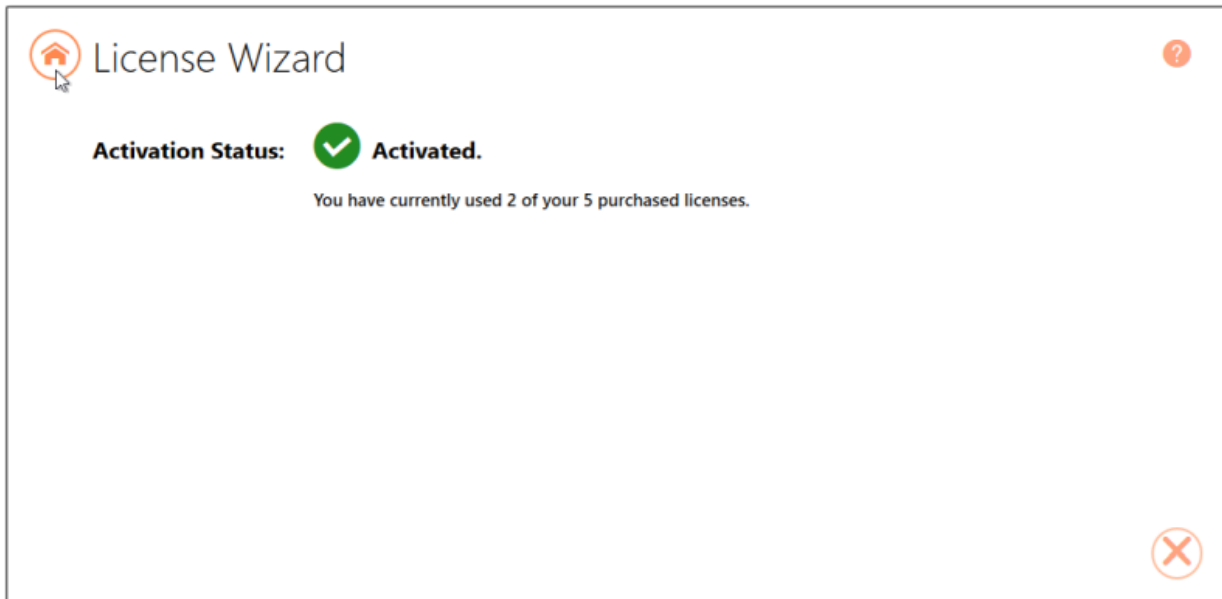 License Wizard
?
Activation Status:
Activated.
You have currently used 2 of your 5 purchased licenses.